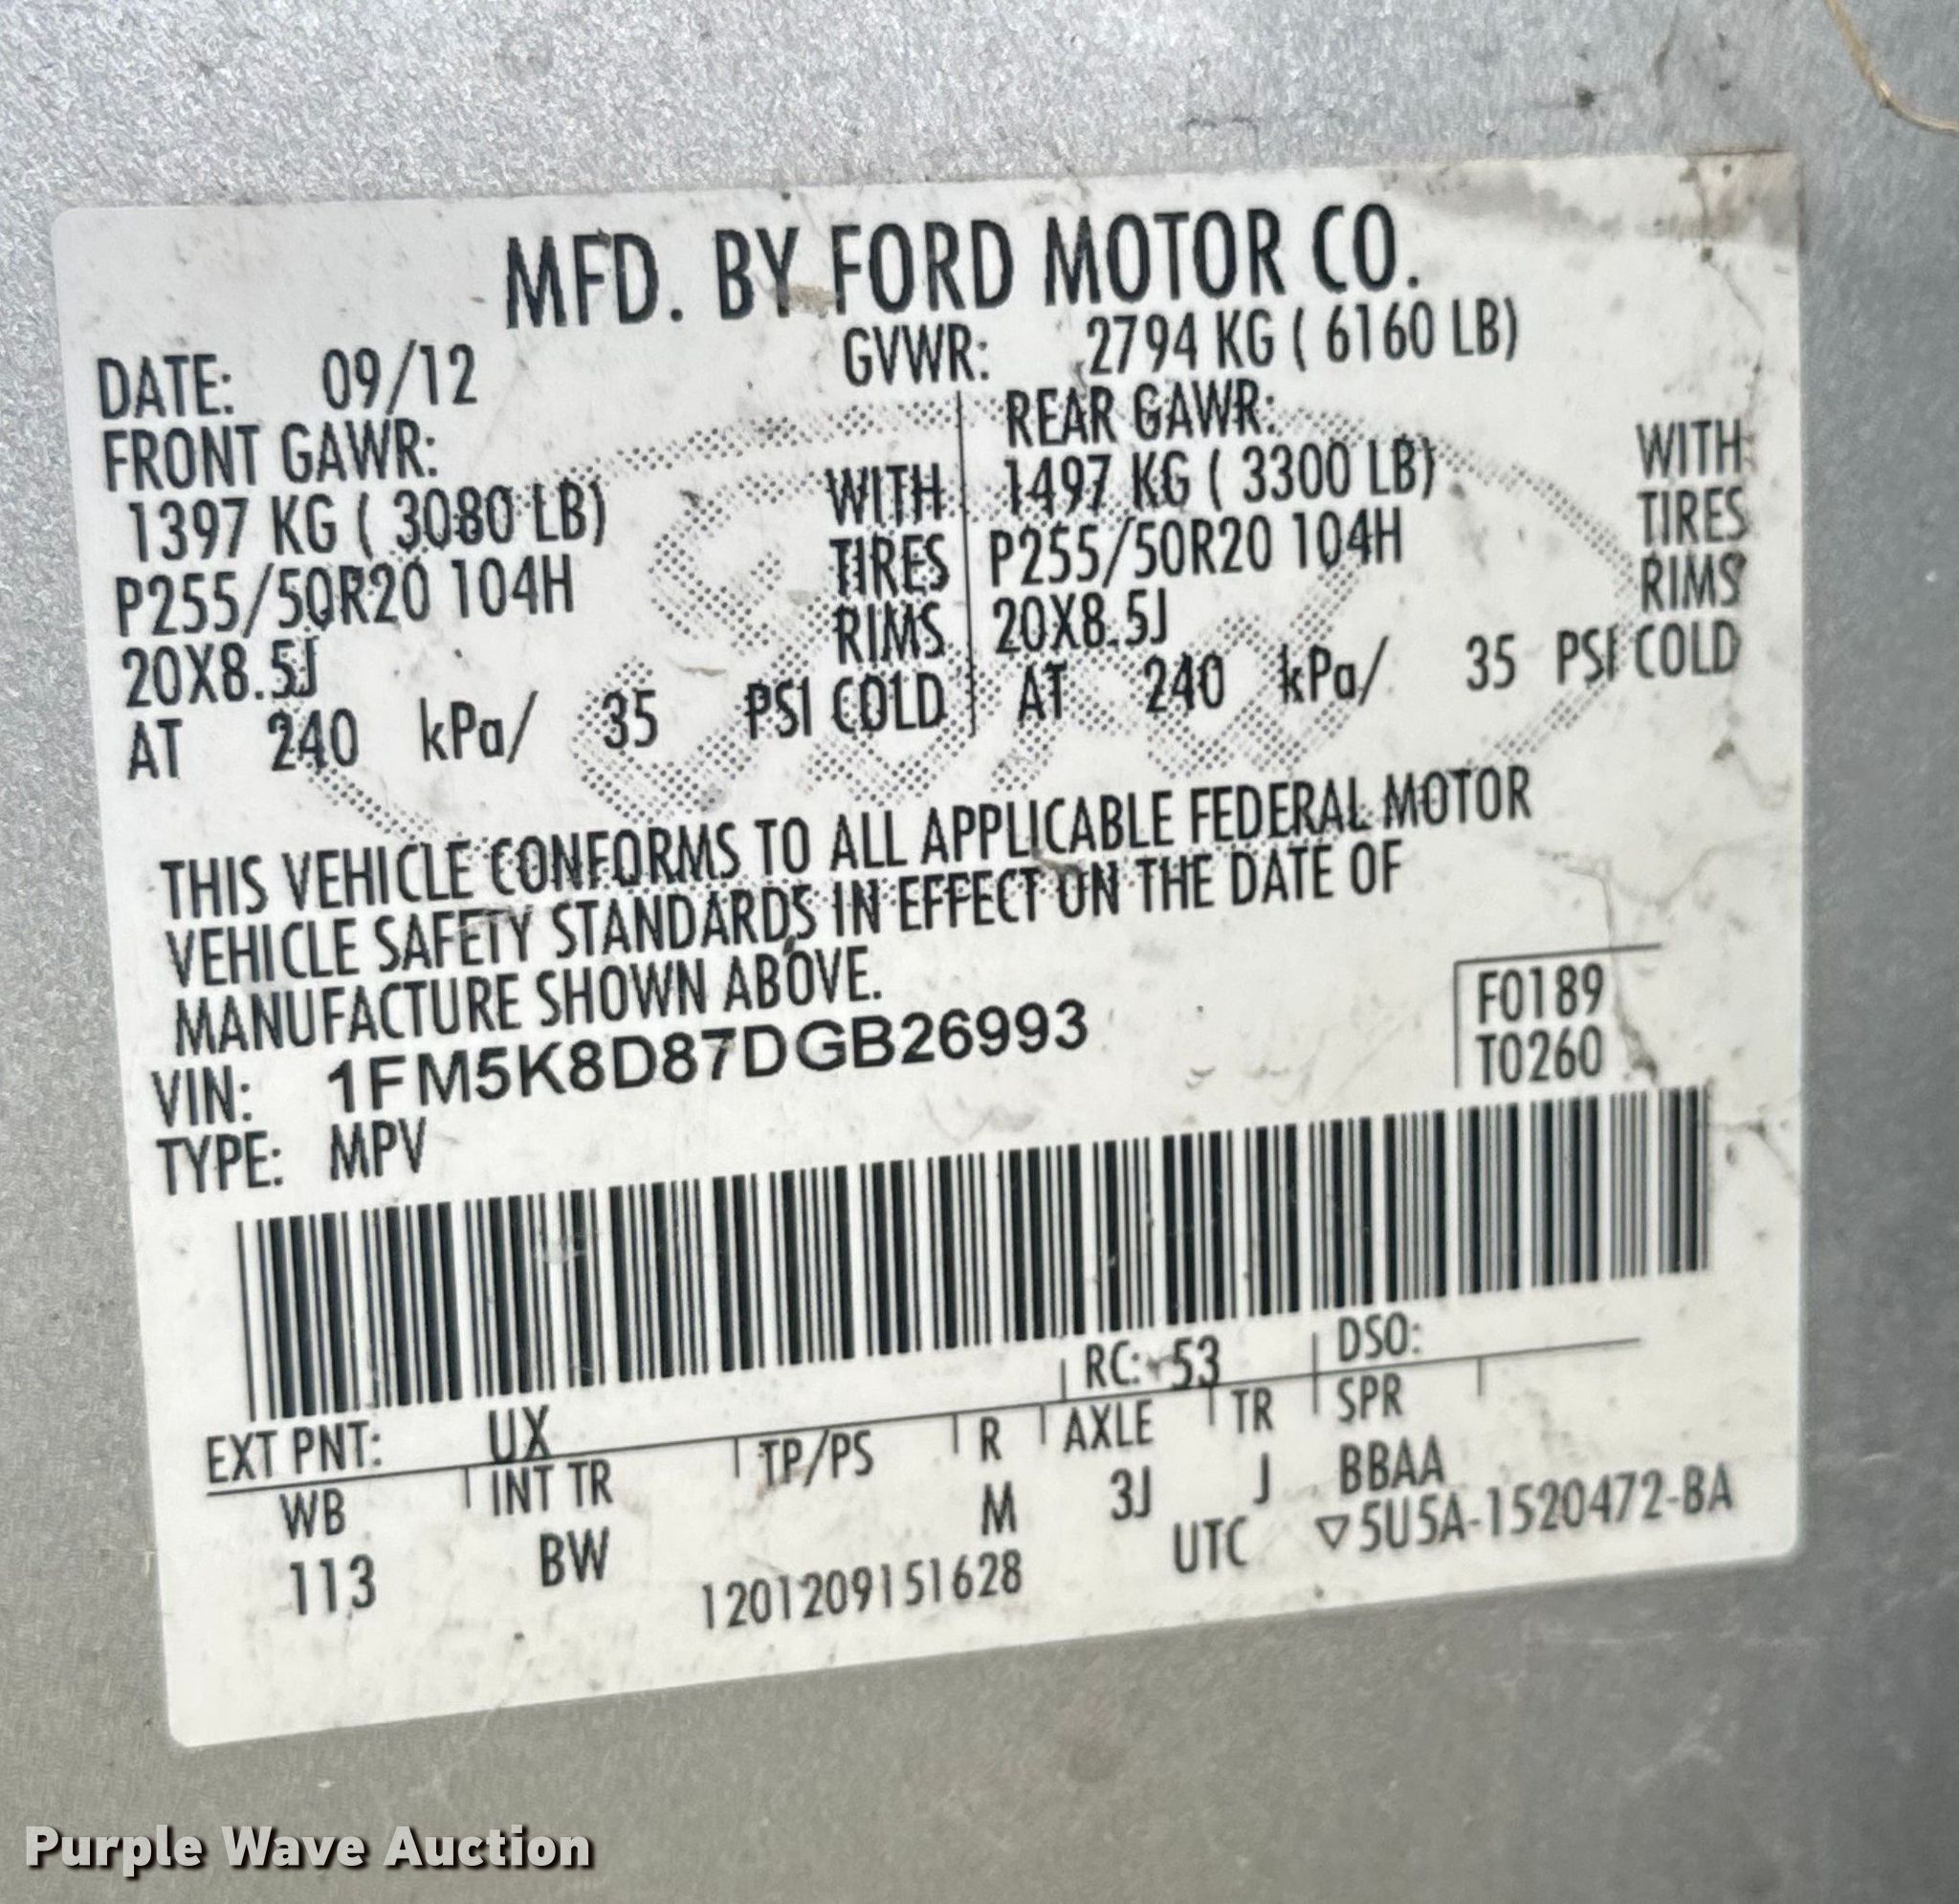 MFD. BY FORD MOTOR CO.
DATE: 09/12 GVWR: 2794 KG ( 6160 LB)
FRONT GAWR: REAR GAWR:
1397 KG ( 3080 LB) WITH 1497 KG ( 3300 LB) WITH
P255/50R20 104H TIRES P255/50R20 104H TIRES
20X8.5J RIMS 20X8.5J RIMS
AT 240 kPa/ 35 PSI COLD AT 240 kPa/ 35 PSI COLD
THIS VEHICLE CONFORMS TO ALL APPLICABLE FEDERAL MOTOR
VEHICLE SAFETY STANDARDS IN EFFECT ON THE DATE OF
MANUFACTURE SHOWN ABOVE.
F0189
VIN: 1FM5K8D87DGB26993 T0260
TYPE: MPV
RC: 53 DSO:
EXT PNT: UX
WB INT TR TP/PS R AXLE TR SPR
113 BW M 3J J BBAA
1201209151628 UTC ▽5U5A-1520472-BA
Purple Wave Auction